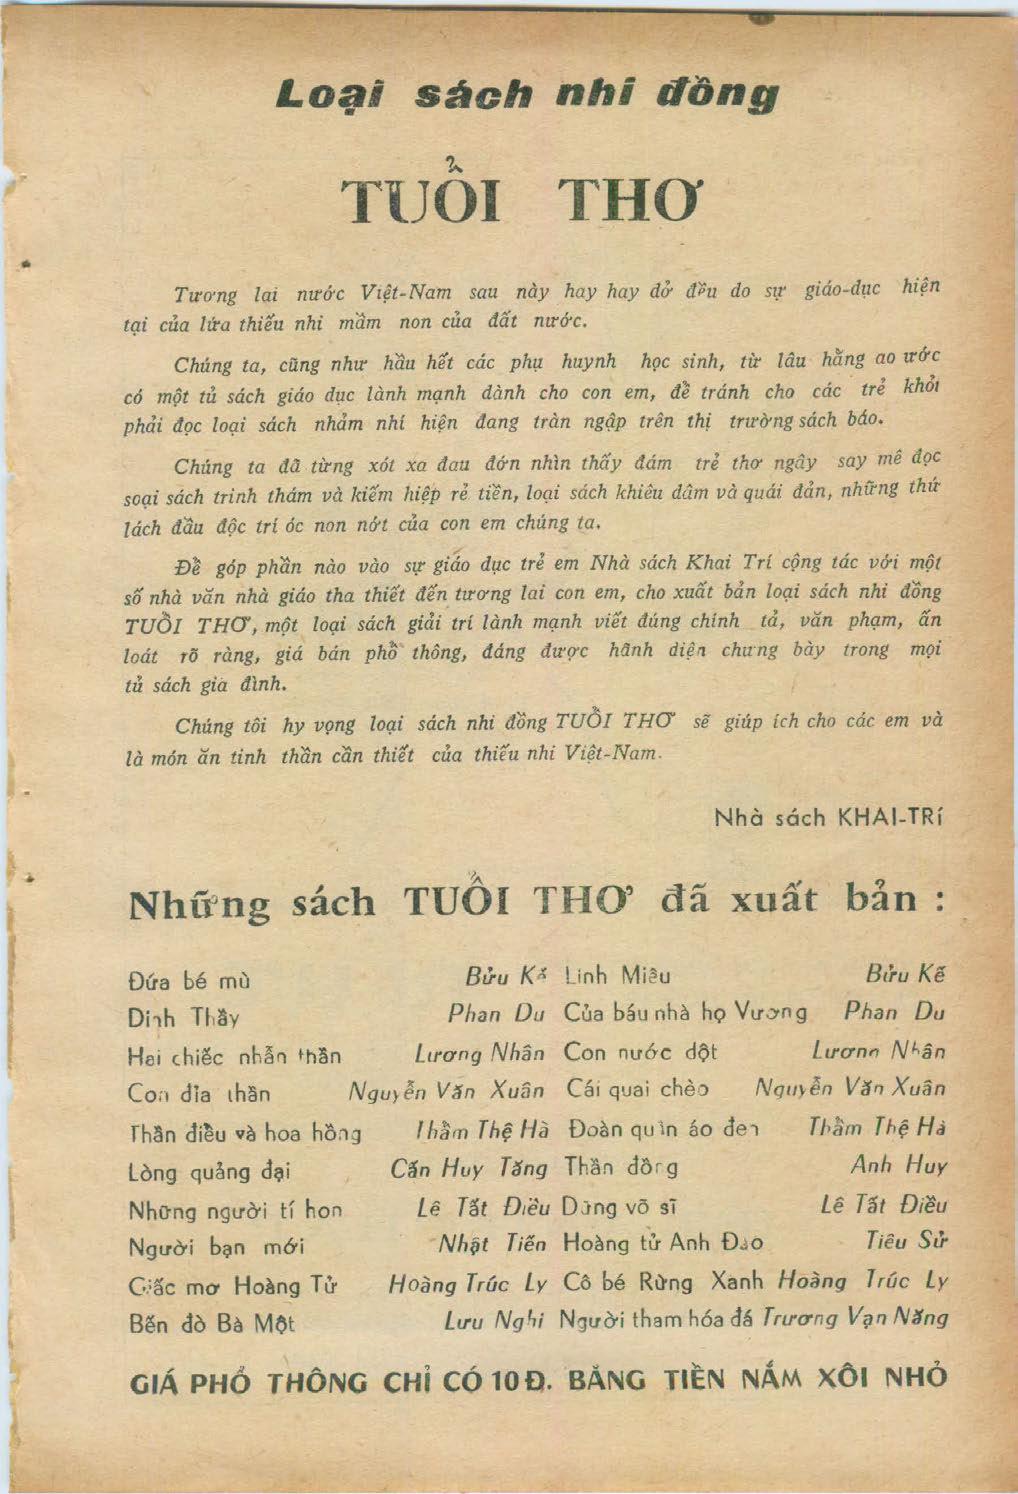 Loại sách nhi đồng
TUỔI THƠ
Tương lai nước Việt-Nam sau này hay hay dở đều do sự giáo-dục hiện
tại của lứa thiếu nhi mầm non của đất nước.
Chúng ta, cũng như hầu hết các phụ huynh học sinh, từ lâu hằng ao ước
có một tủ sách giáo dục lành mạnh dành cho con em, để tránh cho các trẻ khỏi
phải đọc loại sách nhảm nhí hiện đang tràn ngập trên thị trường sách báo.
Chúng ta đã từng xót xa đau đớn nhìn thấy đám trẻ thơ ngây say mê đọc
soại sách trinh thám và kiếm hiệp rẻ tiền, loại sách khiêu dâm và quái đản, những thứ
lách đầu độc trí óc non nớt của con em chúng ta.
Để góp phần nào vào sự giáo dục trẻ em Nhà sách Khai Trí cộng tác với một
số nhà văn nhà giáo tha thiết đến tương lai con em, cho xuất bản loại sách nhi đồng
TUỔI THƠ, một loại sách giải trí lành mạnh viết đúng chính tả, văn phạm, ấn
loát rõ ràng, giá bán phổ thông, đáng được hãnh diện chưng bày trong mọi
tủ sách gia đình.
Chúng tôi hy vọng loại sách nhi đồng TUỔI THƠ sẽ giúp ích cho các em và
là món ăn tinh thần cần thiết của thiếu nhi Việt-Nam.
Nhà sách KHAI-TRÍ
Những sách TUỔI THƠ đã xuất bản :
Đứa bé mù Bửu Kế Linh Miêu Bửu Kế
Dinh Thầy Phan Du Của báu nhà họ Vương Phan Du
Hai chiếc nhẫn thần Lương Nhân Con nước dột Lương Nhân
Con đỉa thần Nguyễn Văn Xuân Cái quai chèo Nguyễn Văn Xuân
Thần điều và hoa hồng Thẩm Thệ Hà Đoàn quân áo đen Thẩm Thệ Hà
Lòng quảng đại Cấn Huy Tăng Thần đồng Anh Huy
Những người tí hon Lê Tất Điều Dũng võ sĩ Lê Tất Điều
Người bạn mới Nhật Tiến Hoàng tử Anh Đào Tiêu Sử
Giấc mơ Hoàng Tử Hoàng Trúc Ly Cô bé Rừng Xanh Hoàng Trúc Ly
Bến đò Bà Một Lưu Nghi Người tham hóa đá Trương Vạn Năng
GIÁ PHỔ THÔNG CHỈ CÓ 10Đ. BẰNG TIỀN NẮM XÔI NHỎ